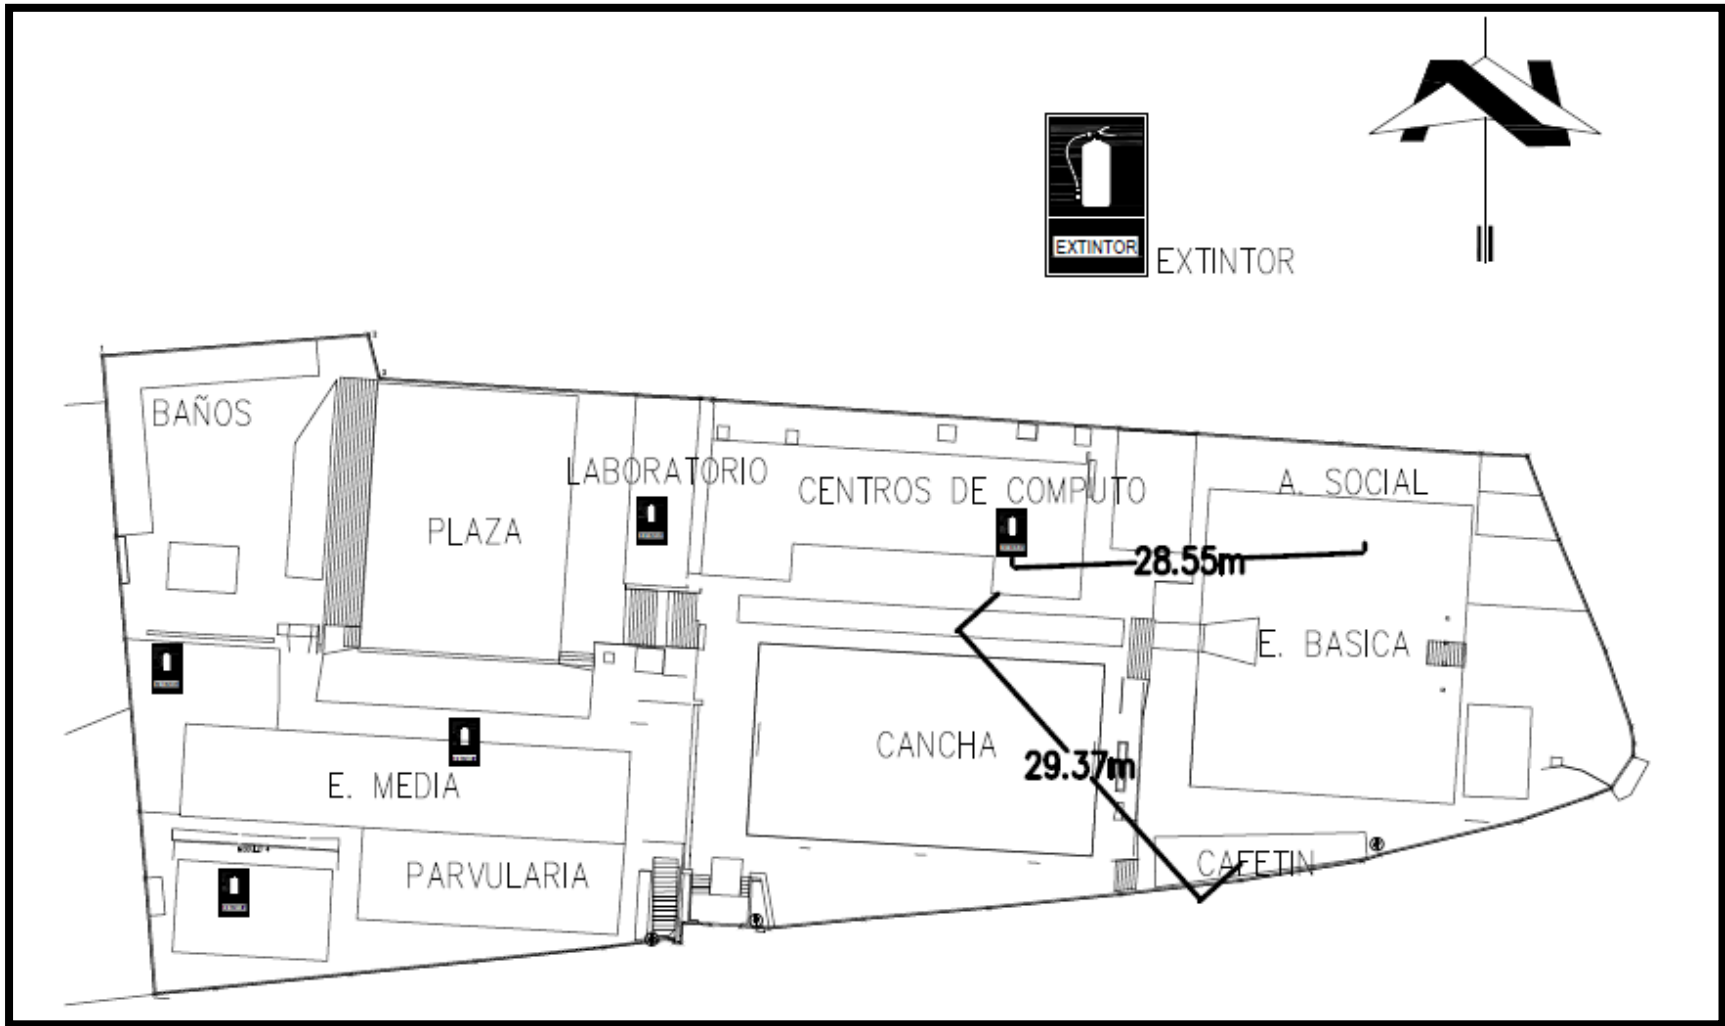 N
EXTINTOR
EXTINTOR
BAÑOS
LABORATORIO
CENTROS DE COMPUTO
A. SOCIAL
PLAZA
28.55m
E. BASICA
CANCHA
29.37m
E. MEDIA
PARVULARIA
CAFETIN